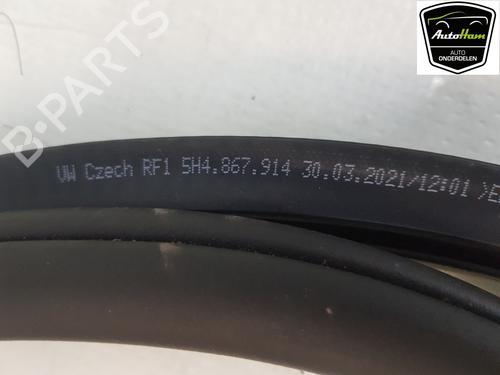 AutoHam
AUTO
ONDERDELEN
B-PARTS
VW Czech RF1 5H4.867.914 30.03.2021/12:01